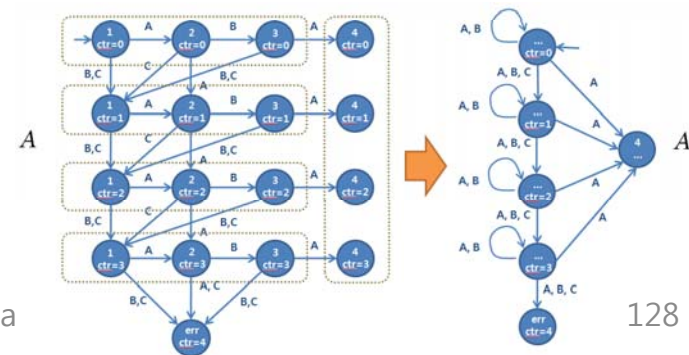 1 A 2 B 3 A 4
ctr=0 ctr=0 ctr=0 ctr=0
B,C C A B,C
1 A 2 B 3 A 4
ctr=1 ctr=1 ctr=1 ctr=1
B,C C A B,C
1 A 2 B 3 A 4
ctr=2 ctr=2 ctr=2 ctr=2
B,C C A B,C
1 A 2 B 3 A 4
ctr=3 ctr=3 ctr=3 ctr=3
B,C A, C B,C
err
ctr=4
A
a
A, B ...
ctr=0
A, B, C A
A, B ...
ctr=1 A
A, B, C
4
...
A
A, B ...
ctr=2 A
A, B, C
A, B ...
ctr=3 A
A, B, C
err
ctr=4
128